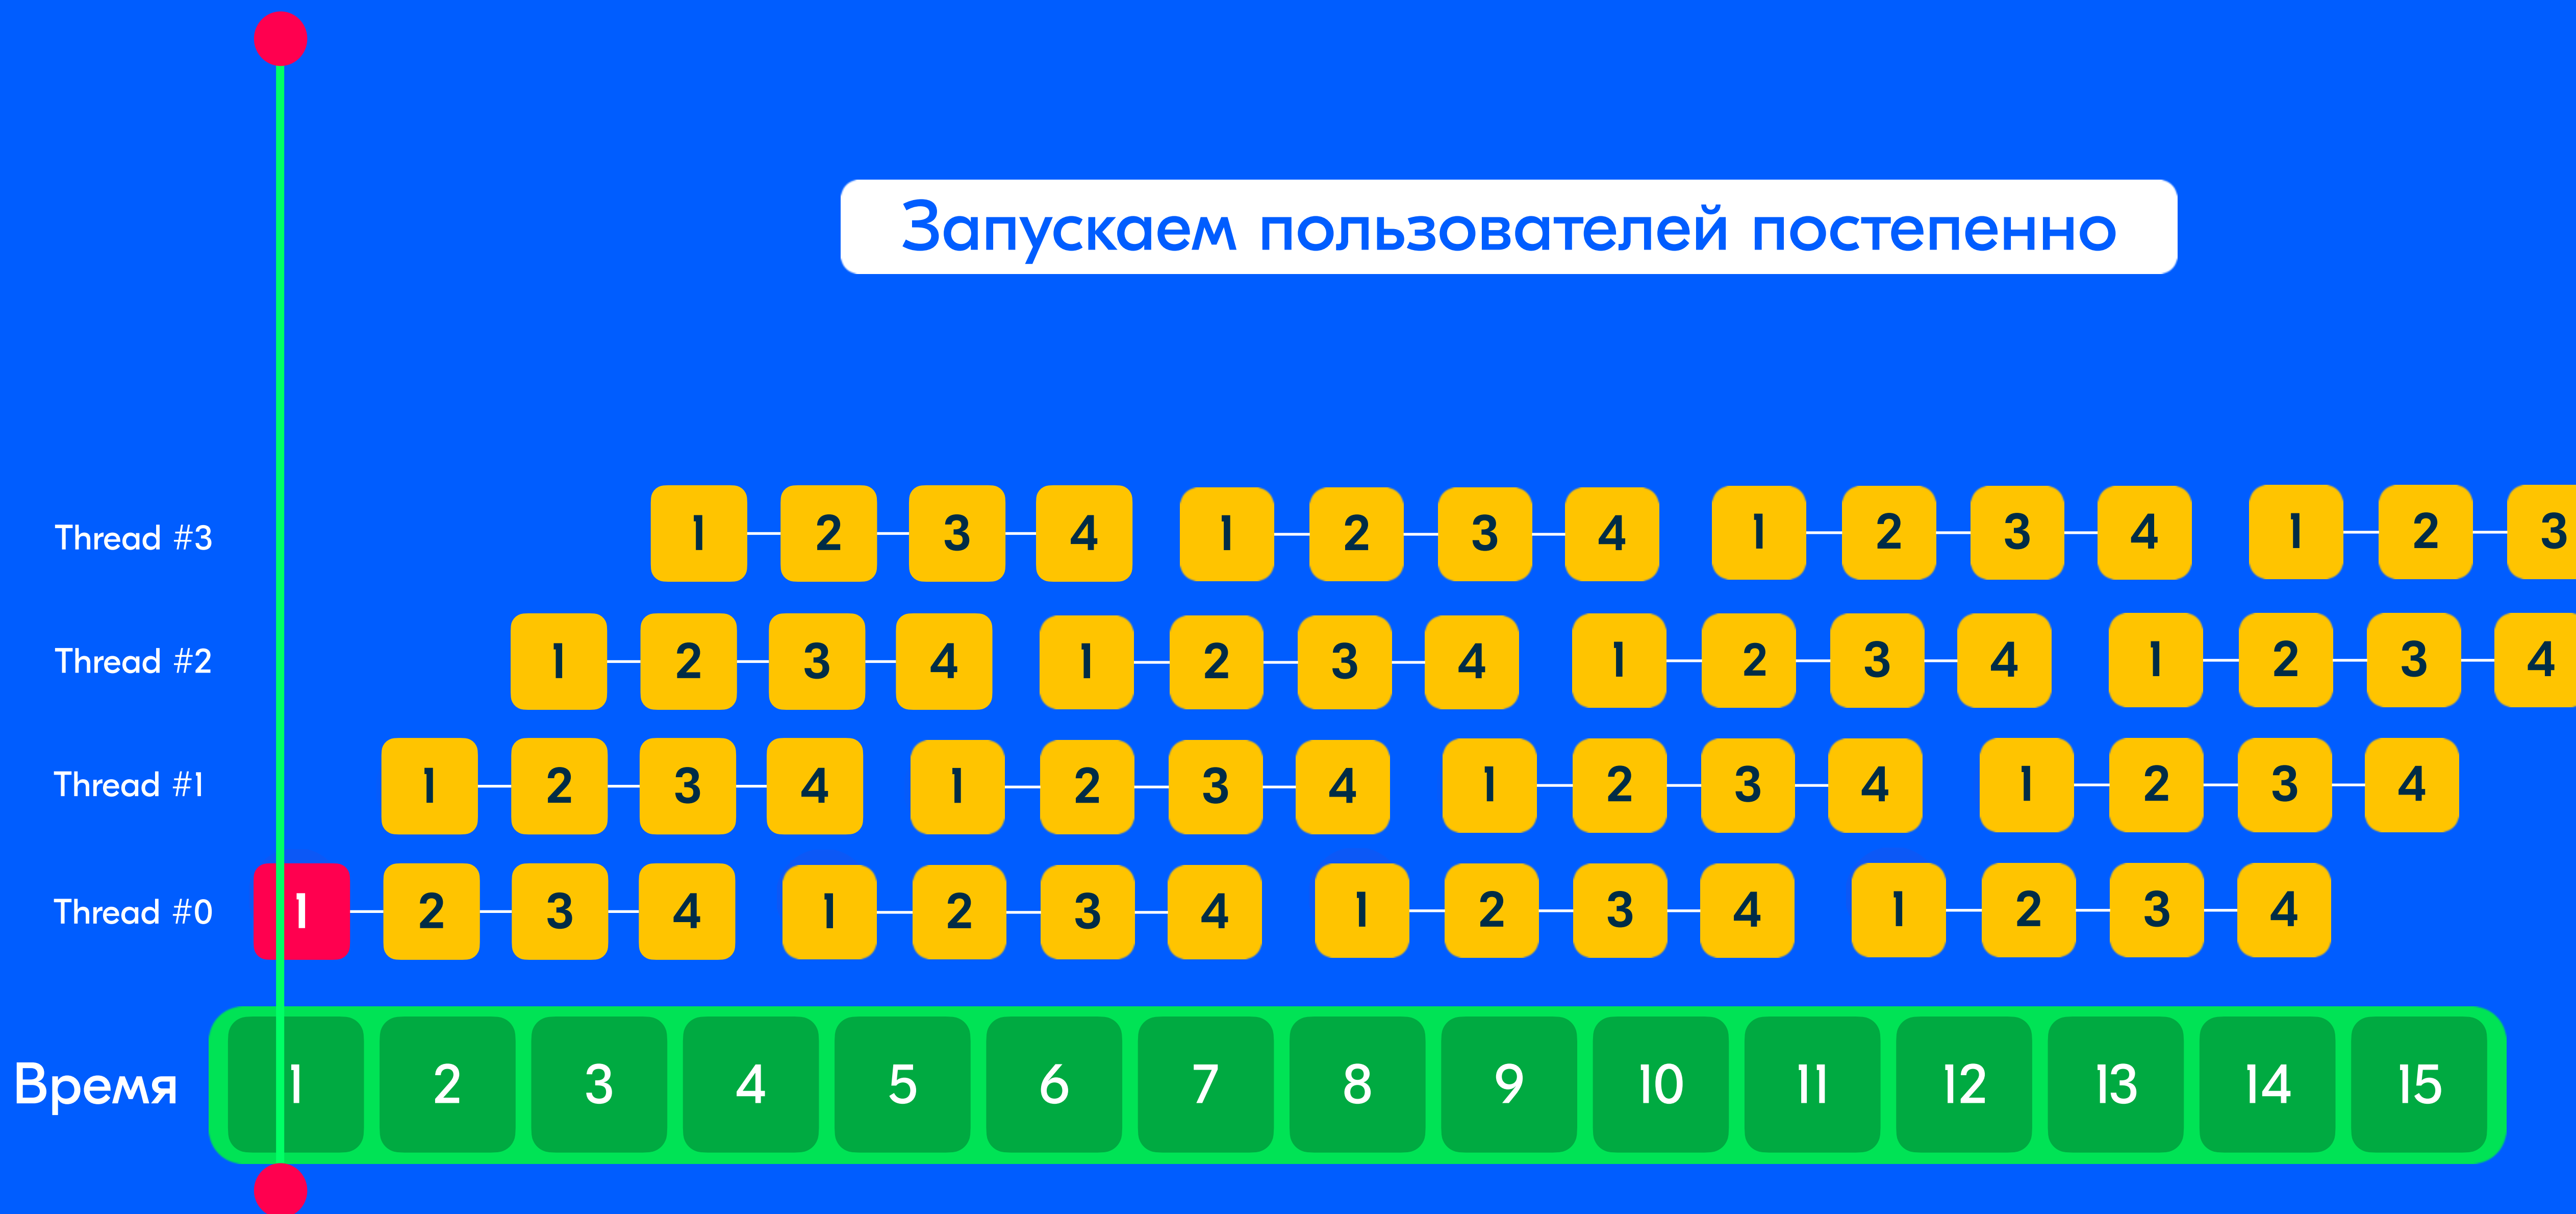 Запускаем пользователей постепенно
Thread #3 1 2 3 4 1 2 3 4 1 2 3 4 1 2 3
Thread #2 1 2 3 4 1 2 3 4 1 2 3 4 1 2 3 4
Thread #1 1 2 3 4 1 2 3 4 1 2 3 4 1 2 3 4
Thread #0 1 2 3 4 1 2 3 4 1 2 3 4 1 2 3 4
Время 1 2 3 4 5 6 7 8 9 10 11 12 13 14 15